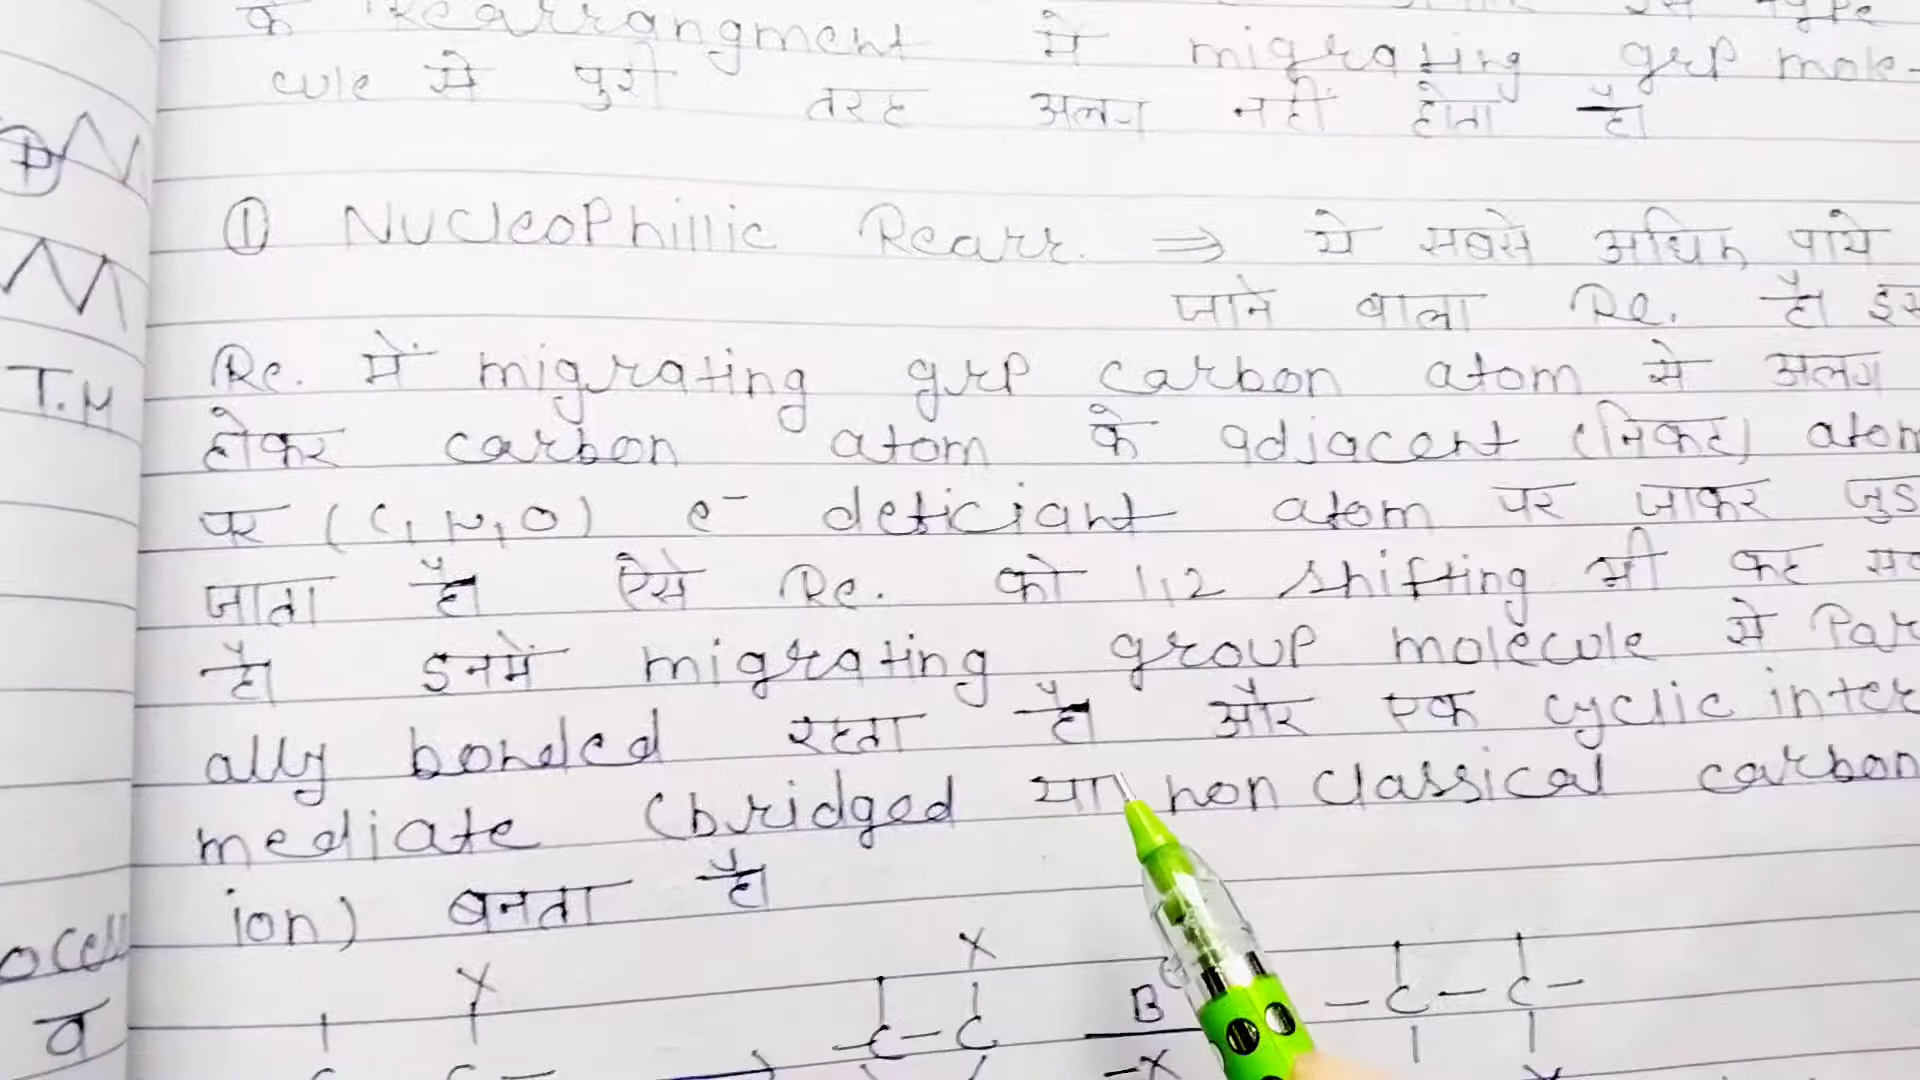 के Rearrangment में migrating grp mole-
cule से पुरी तरह अलग नहीं होता है।
① Nucleophillic Rearr. ⇒ ये सबसे अधिक पाये
जाने वाला Re. है। इस
Re. में migrating grp carbon atom से अलग
होकर carbon atom के adjacent (निकट) atom
पर (C, N, O) e⁻ deficiant atom पर जाकर जुड
जाता है। ऐसे Re. को 1,2 shifting भी कह सक
है। इनमें migrating group molecule से Par
ally bonded रहता है। और एक cyclic inter
mediate (bridged या non classical carbon
ion) बनता है।
X
X
-C-C
B
-X
-C-C-
T.M
ocell
व